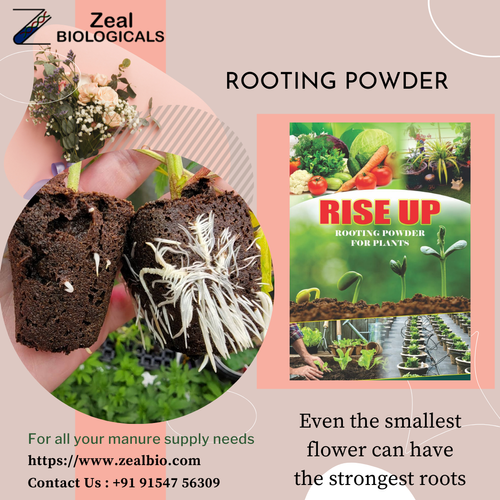 Zeal
BIOLOGICALS
ROOTING POWDER
RISE UP
ROOTING POWDER
FOR PLANTS
For all your manure supply needs
https://www.zealbio.com
Contact Us : +91 91547 56309
Even the smallest
flower can have
the strongest roots